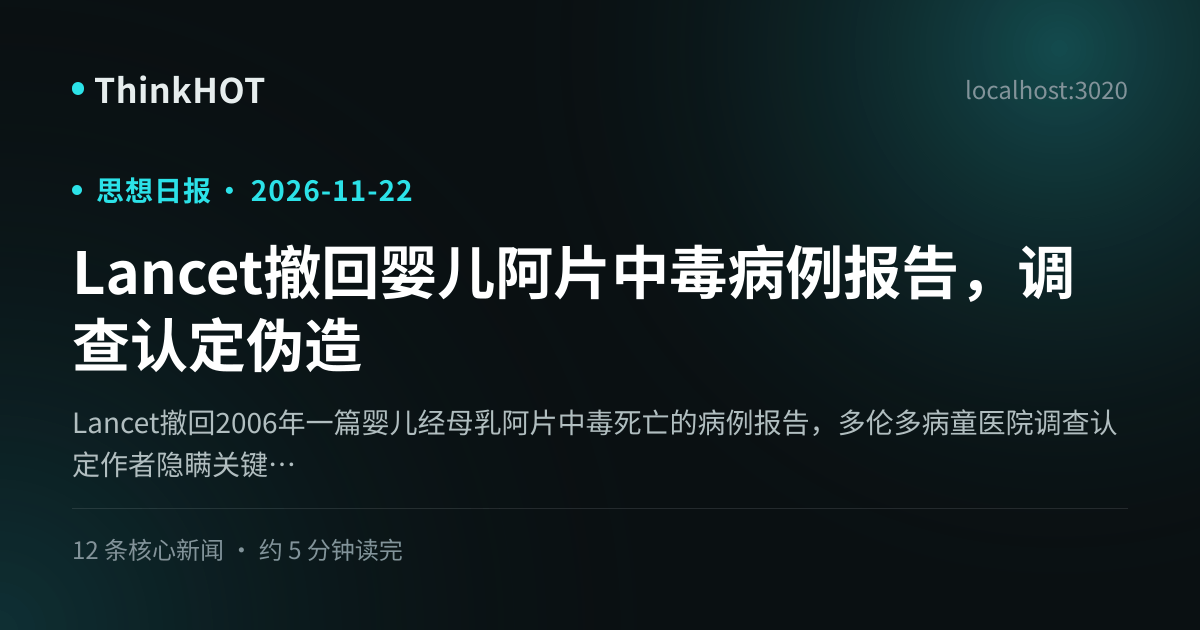 ThinkHOT
localhost:3020
思想日报 · 2026-11-22
Lancet撤回婴儿阿片中毒病例报告，调
查认定伪造
Lancet撤回2006年一篇婴儿经母乳阿片中毒死亡的病例报告，多伦多病童医院调查认
定作者隐瞒关键…
12 条核心新闻 · 约 5 分钟读完